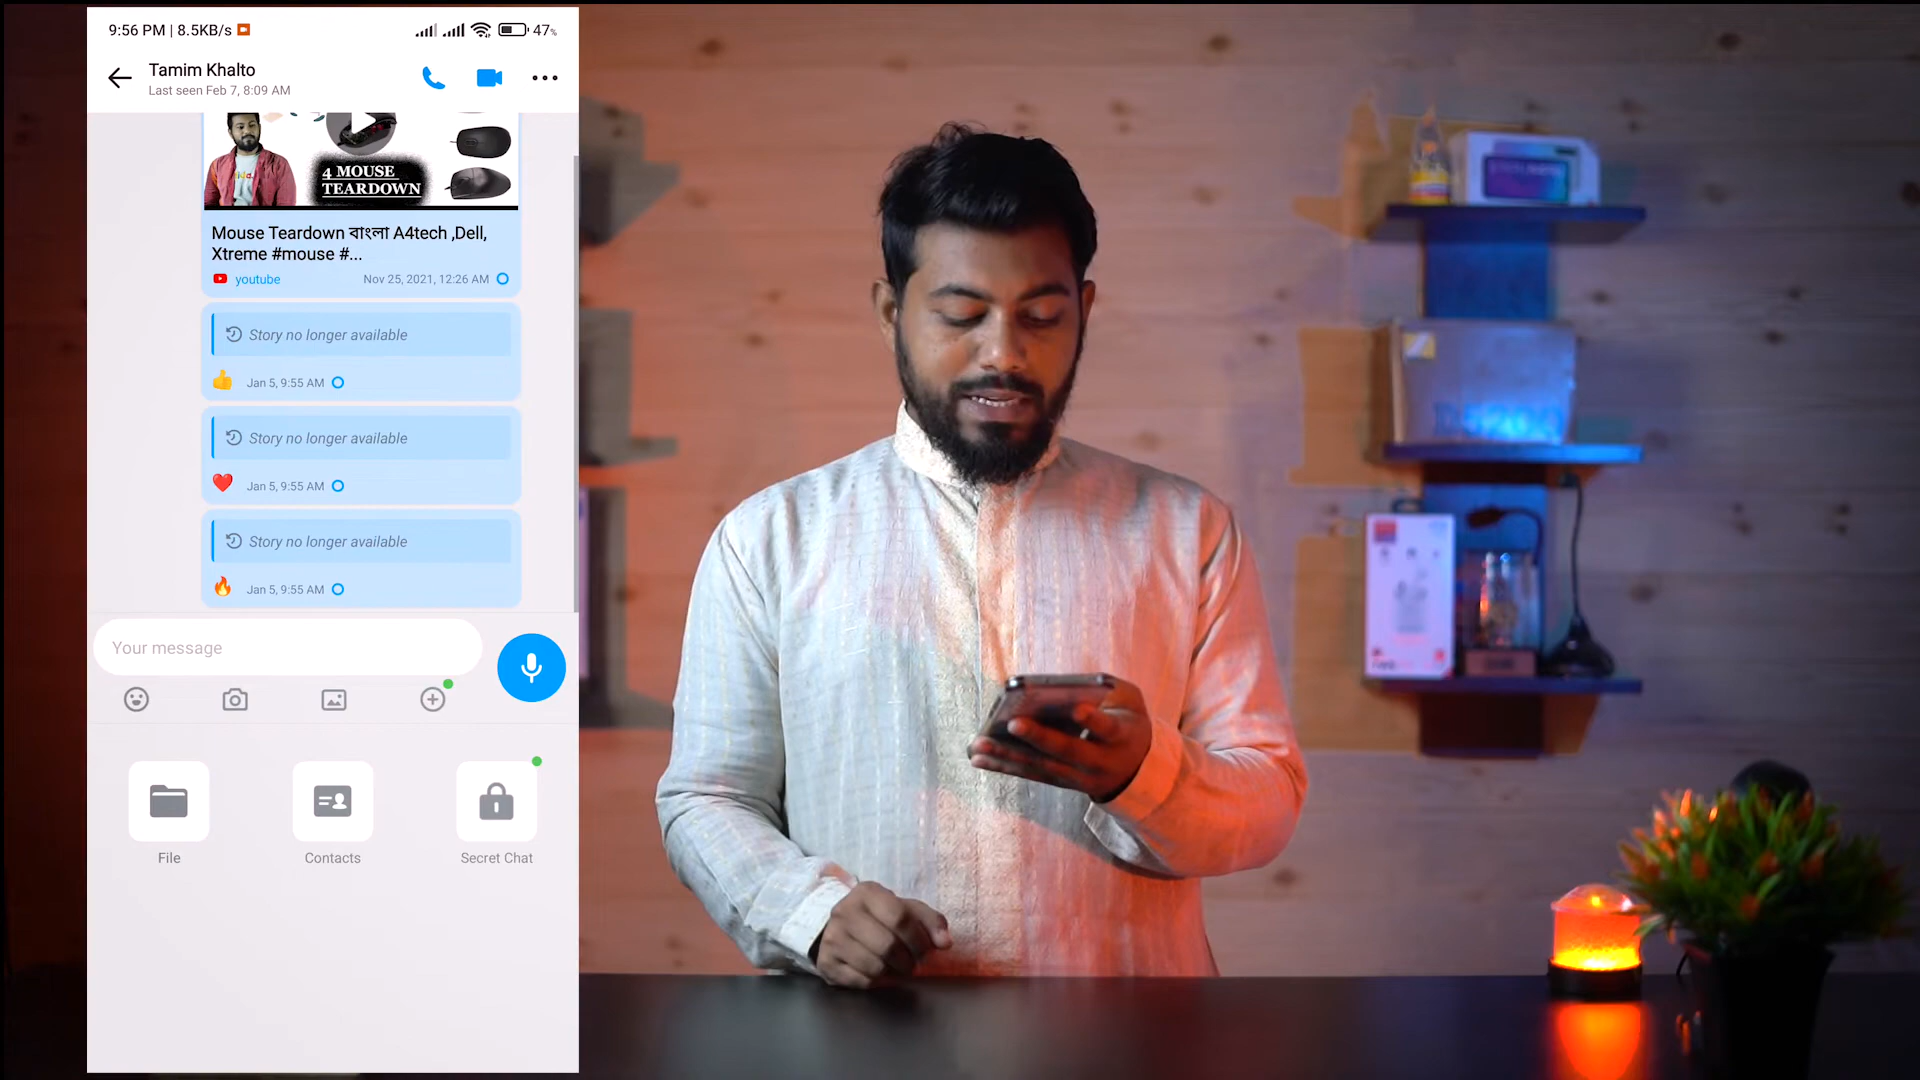 9:56 PM | 8.5KB/s
47%
Tamim Khalto
Last seen Feb 7, 8:09 AM
4 MOUSE
TEARDOWN
Mouse Teardown বাংলা A4tech ,Dell,
Xtreme #mouse #...
youtube
Nov 25, 2021, 12:26 AM
Story no longer available
Jan 5, 9:55 AM
Story no longer available
Jan 5, 9:55 AM
Story no longer available
Jan 5, 9:55 AM
Your message
File
Contacts
Secret Chat